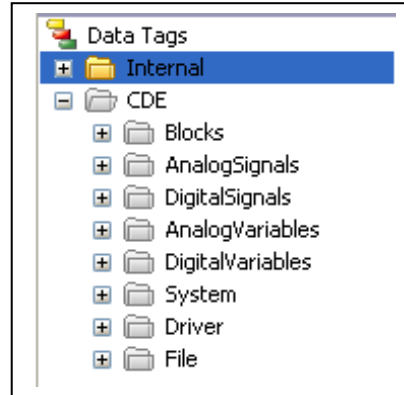 Data Tags
Internal
CDE
Blocks
AnalogSignals
DigitalSignals
AnalogVariables
DigitalVariables
System
Driver
File